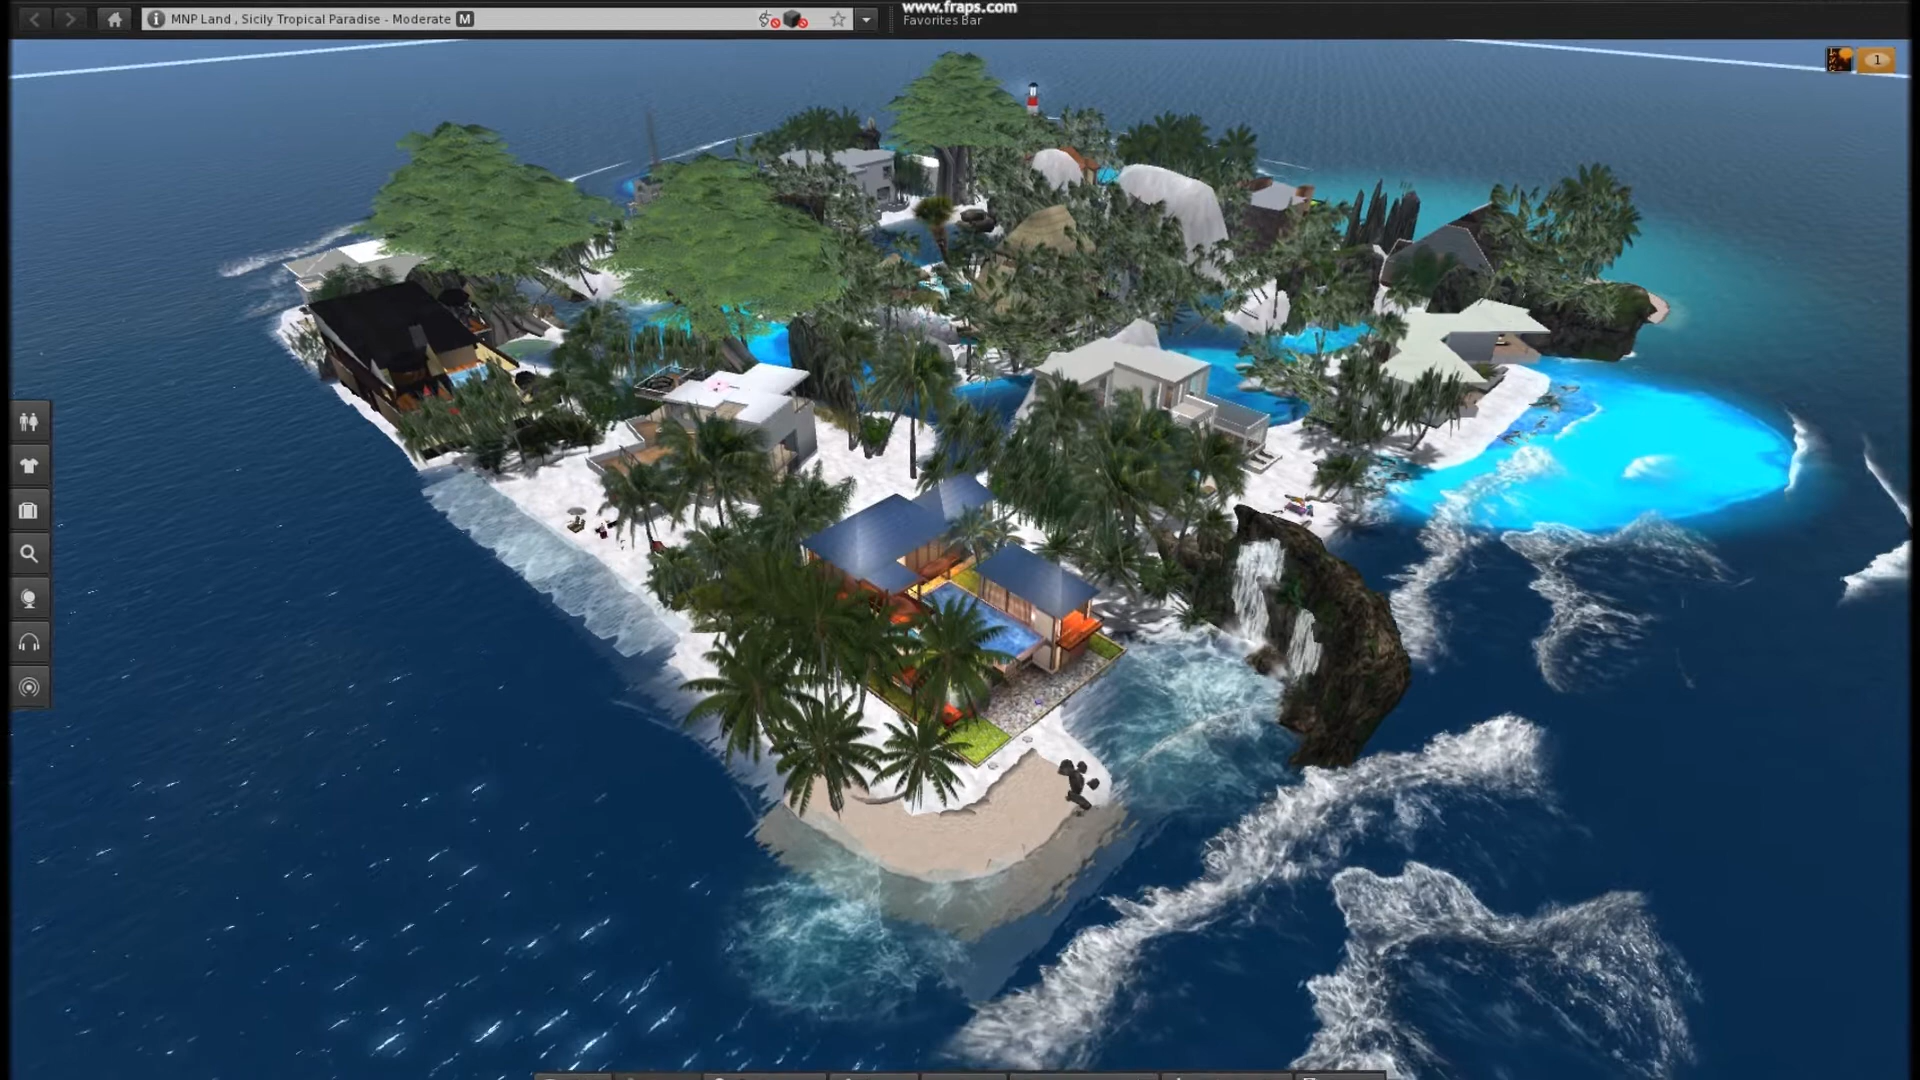 www.fraps.com
MNP Land , Sicily Tropical Paradise - Moderate M
Favorites Bar
1